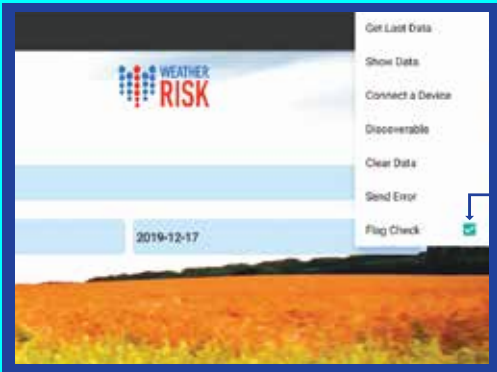 Get Last Data
Show Data
WEATHER
RISK
Connect a Device
Discoverable
Clear Data
Send Error
Flag Check
2019-12-17